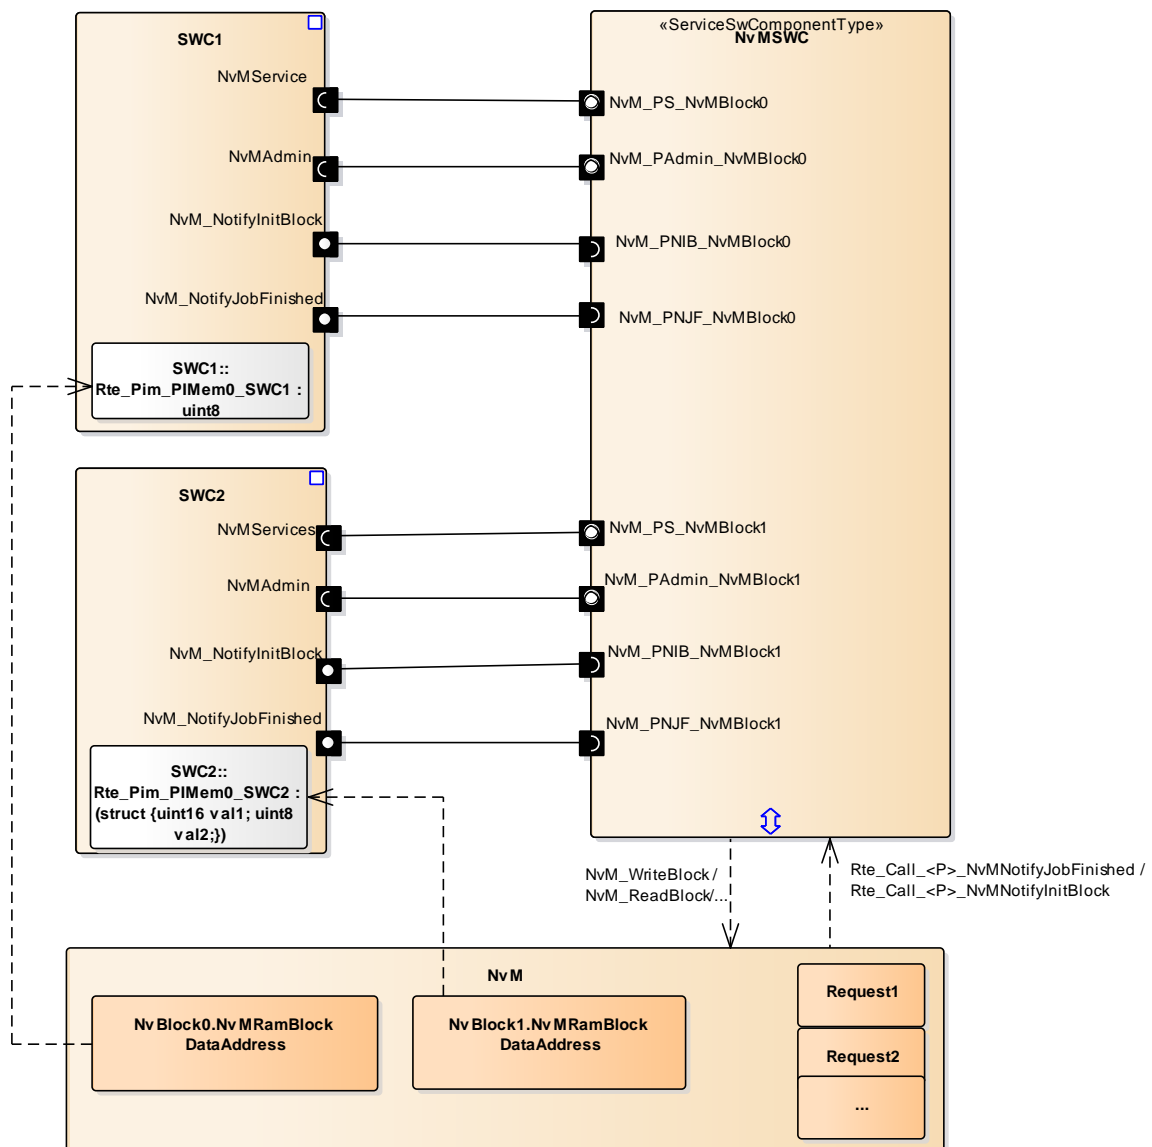 SWC1
NvMService
NvMAdmin
NvM_NotifyInitBlock
NvM_NotifyJobFinished
SWC1::
Rte_Pim_PIMem0_SWC1 :
uint8
«ServiceSwComponentType»
NvMSWC
NvM_PS_NvMBlock0
NvM_PAdmin_NvMBlock0
NvM_PNIB_NvMBlock0
NvM_PNJF_NvMBlock0
SWC2
NvMServices
NvMAdmin
NvM_NotifyInitBlock
NvM_NotifyJobFinished
SWC2::
Rte_Pim_PIMem0_SWC2 :
(struct {uint16 val1; uint8
val2;})
NvM_PS_NvMBlock1
NvM_PAdmin_NvMBlock1
NvM_PNIB_NvMBlock1
NvM_PNJF_NvMBlock1
NvM_WriteBlock /
NvM_ReadBlock/...
Rte_Call_<P>_NvMNotifyJobFinished /
Rte_Call_<P>_NvMNotifyInitBlock
NvM
NvBlock0.NvMRamBlock
DataAddress
NvBlock1.NvMRamBlock
DataAddress
Request1
Request2
...